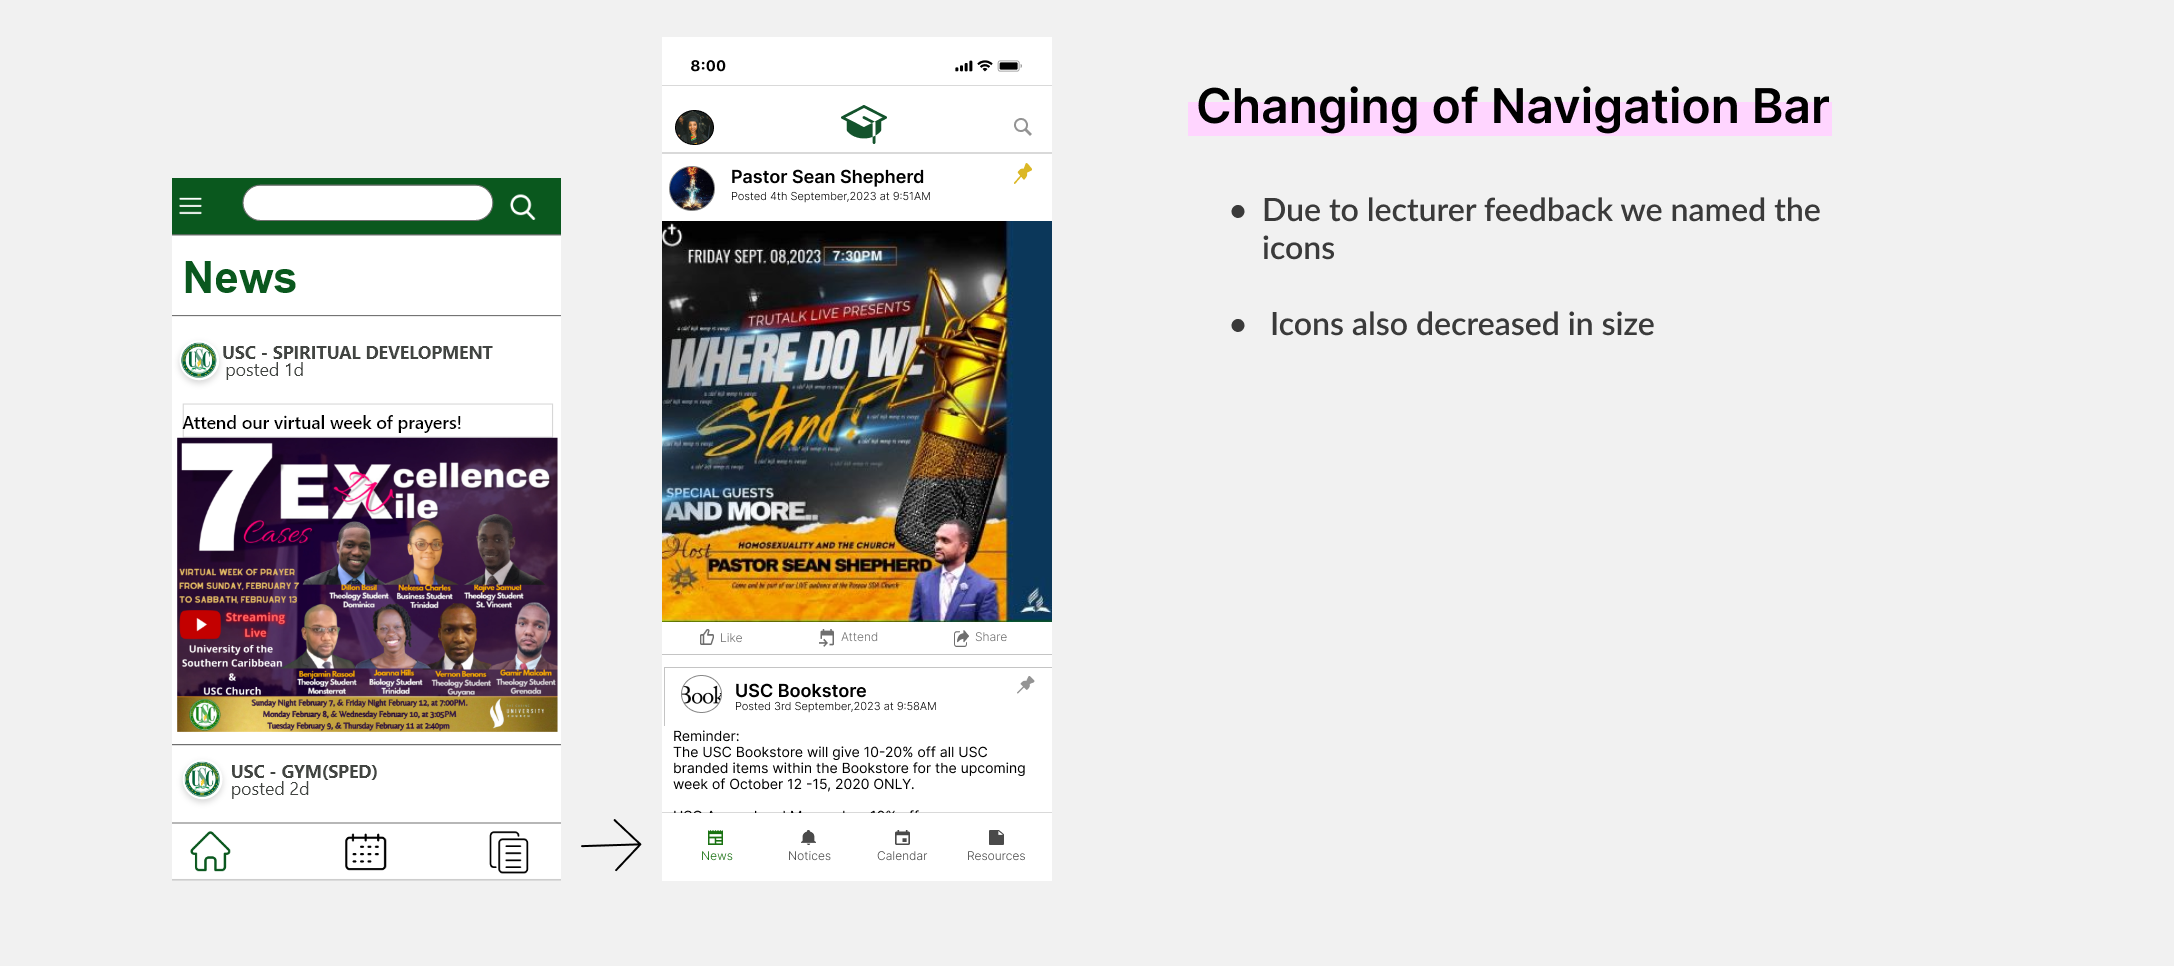 News
USC - SPIRITUAL DEVELOPMENT
posted 1d
Attend our virtual week of prayers!
7 EXcellence
Xile
Cases
VIRTUAL WEEK OF PRAYER
FROM SUNDAY, FEBRUARY 7
TO SABBATH, FEBRUARY 13
Streaming
Live
University of the
Southern Caribbean
&
USC Church
Dillon Basil
Theology Student
Dominica
Nekesa Charles
Business Student
Trinidad
Rajive Samuel
Theology Student
St. Vincent
Benjamin Rasool
Theology Student
Monsterrat
Joanna Hills
Biology Student
Trinidad
Vernon Benons
Theology Student
Guyana
Gamir Malcolm
Theology Student
Grenada
Sunday Night February 7, & Friday Night February 12, at 7:00PM.
Monday February 8, & Wednesday February 10, at 3:05PM
Tuesday February 9, & Thursday February 11 at 2:40pm
USC
UNIVERSITY
USC - GYM(SPED)
posted 2d
8:00
Pastor Sean Shepherd
Posted 4th September,2023 at 9:51AM
FRIDAY SEPT. 08,2023 7:30PM
TRUTALK LIVE PRESENTS
WHERE DO WE
Stand!
SPECIAL GUESTS
AND MORE..
Host
HOMOSEXUALITY AND THE CHURCH
PASTOR SEAN SHEPHERD
Like
Attend
Share
Book
USC Bookstore
Posted 3rd September,2023 at 9:58AM
Reminder:
The USC Bookstore will give 10-20% off all USC
branded items within the Bookstore for the upcoming
week of October 12 -15, 2020 ONLY.
News
Notices
Calendar
Resources
Changing of Navigation Bar
● Due to lecturer feedback we named the
icons
● Icons also decreased in size